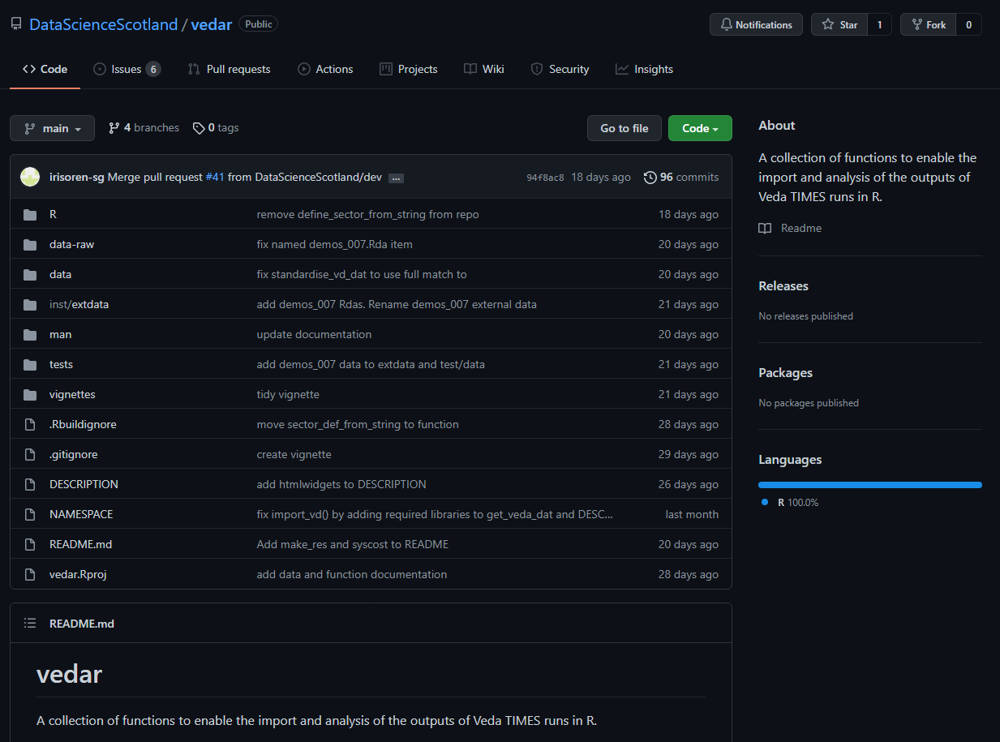 DataScienceScotland / vedar Public
Notifications Star 1 Fork 0
Code Issues 6 Pull requests Actions Projects Wiki Security Insights
main 4 branches 0 tags Go to file Code
irisoren-sg Merge pull request #41 from DataScienceScotland/dev ... 94f8ac8 18 days ago 96 commits
R remove define_sector_from_string from repo 18 days ago
data-raw fix named demos_007.Rda item 20 days ago
data fix standardise_vd_dat to use full match to 20 days ago
inst/extdata add demos_007 Rdas. Rename demos_007 external data 21 days ago
man update documentation 20 days ago
tests add demos_007 data to extdata and test/data 21 days ago
vignettes tidy vignette 21 days ago
.Rbuildignore move sector_def_from_string to function 28 days ago
.gitignore create vignette 29 days ago
DESCRIPTION add htmlwidgets to DESCRIPTION 26 days ago
NAMESPACE fix import_vd() by adding required libraries to get_veda_dat and DESC... last month
README.md Add make_res and syscost to README 20 days ago
vedar.Rproj add data and function documentation 28 days ago
README.md
vedar
A collection of functions to enable the import and analysis of the outputs of Veda TIMES runs in R.
About
A collection of functions to enable the
import and analysis of the outputs of
Veda TIMES runs in R.
Readme
Releases
No releases published
Packages
No packages published
Languages
R 100.0%